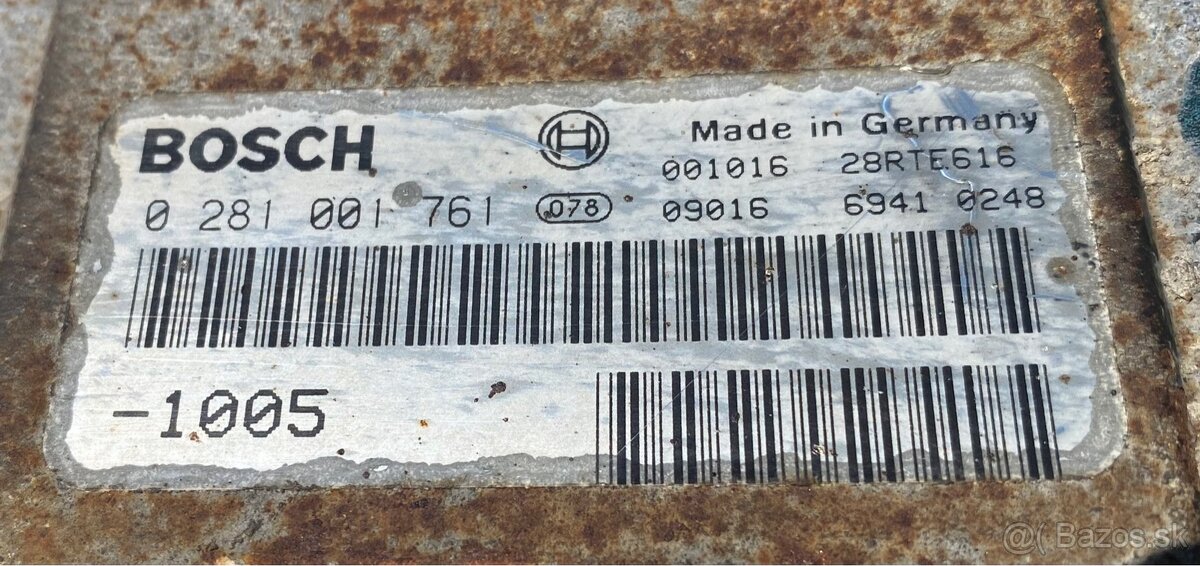 BOSCH
Made in Germany
001016 28RTE616
0 281 001 761 078 09016 6941 0248
-1005
@( Bazos.sk